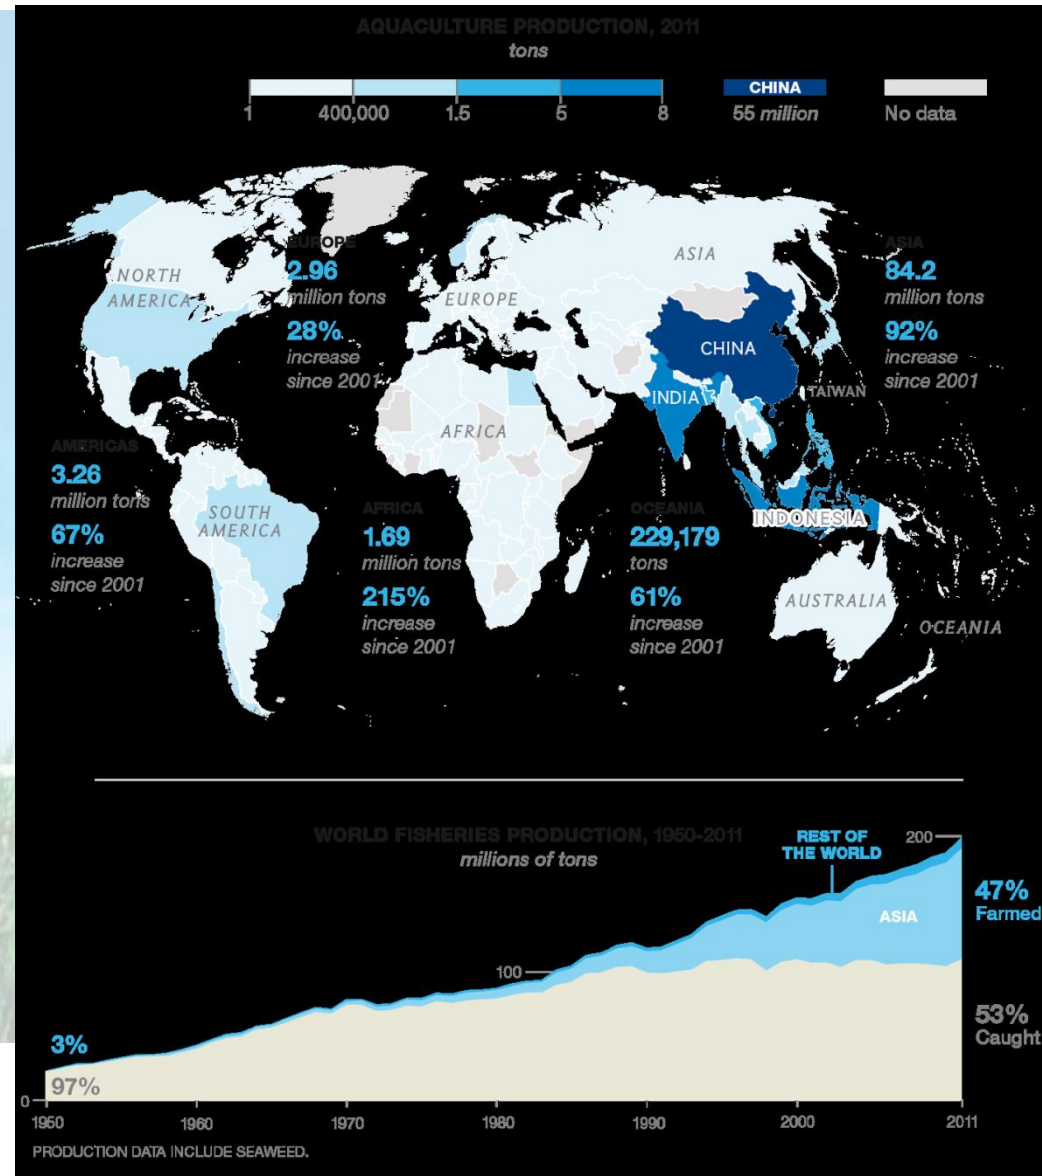 AQUACULTURE PRODUCTION, 2011
tons
1
400,000
1.5
5
8
CHINA
55 million
No data
EUROPE
2.96
million tons
28%
increase
since 2001
NORTH
AMERICA
EUROPE
ASIA
ASIA
84.2
million tons
92%
increase
since 2001
CHINA
INDIA
TAIWAN
AMERICAS
3.26
million tons
67%
increase
since 2001
AFRICA
SOUTH
AMERICA
AFRICA
1.69
million tons
215%
increase
since 2001
OCEANIA
229,179
tons
61%
increase
since 2001
INDONESIA
AUSTRALIA
OCEANIA
WORLD FISHERIES PRODUCTION, 1950-2011
millions of tons
REST OF
THE WORLD
200
47%
Farmed
ASIA
100
53%
Caught
3%
97%
0
1950 1960 1970 1980 1990 2000 2011
PRODUCTION DATA INCLUDE SEAWEED.